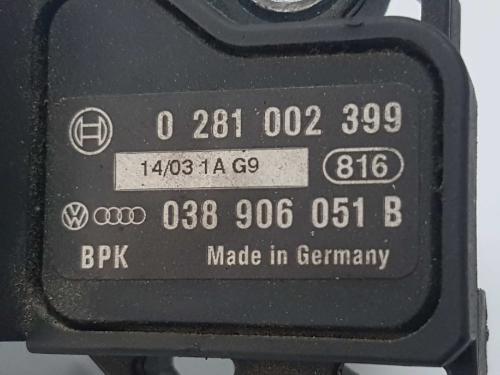 0 281 002 399
14/03 1A G9 816
038 906 051 B
BPK Made in Germany